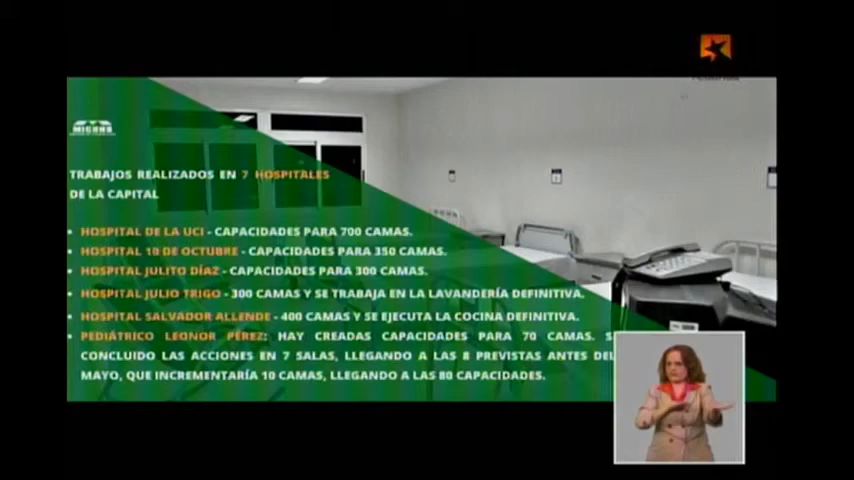 MICONS
TRABAJOS REALIZADOS EN 7 HOSPITALES
DE LA CAPITAL
• HOSPITAL DE LA UCI - CAPACIDADES PARA 700 CAMAS.
• HOSPITAL 10 DE OCTUBRE - CAPACIDADES PARA 350 CAMAS.
• HOSPITAL JULITO DÍAZ - CAPACIDADES PARA 300 CAMAS.
• HOSPITAL JULIO TRIGO - 300 CAMAS Y SE TRABAJA EN LA LAVANDERÍA DEFINITIVA.
• HOSPITAL SALVADOR ALLENDE - 400 CAMAS Y SE EJECUTA LA COCINA DEFINITIVA.
• PEDIÁTRICO LEONOR PÉREZ: HAY CREADAS CAPACIDADES PARA 70 CAMAS. S
CONCLUIDO LAS ACCIONES EN 7 SALAS, LLEGANDO A LAS 8 PREVISTAS ANTES DEL
MAYO, QUE INCREMENTARÍA 10 CAMAS, LLEGANDO A LAS 80 CAPACIDADES.